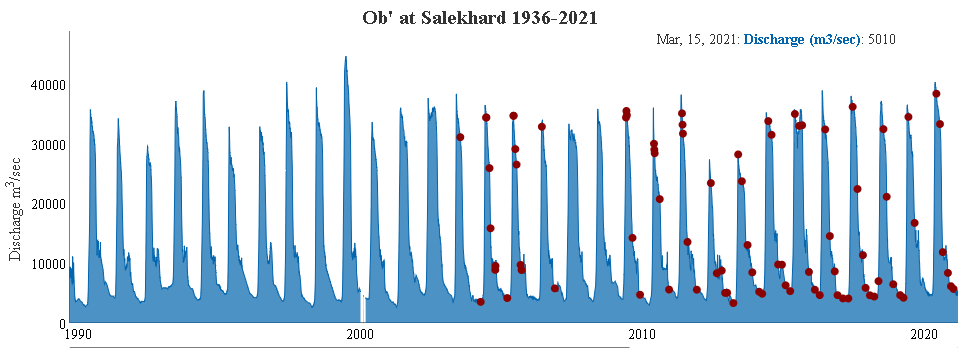 Ob' at Salekhard 1936-2021
Mar, 15, 2021: Discharge (m3/sec): 5010
Discharge m³/sec
40000
30000
20000
10000
0
1990 2000 2010 2020